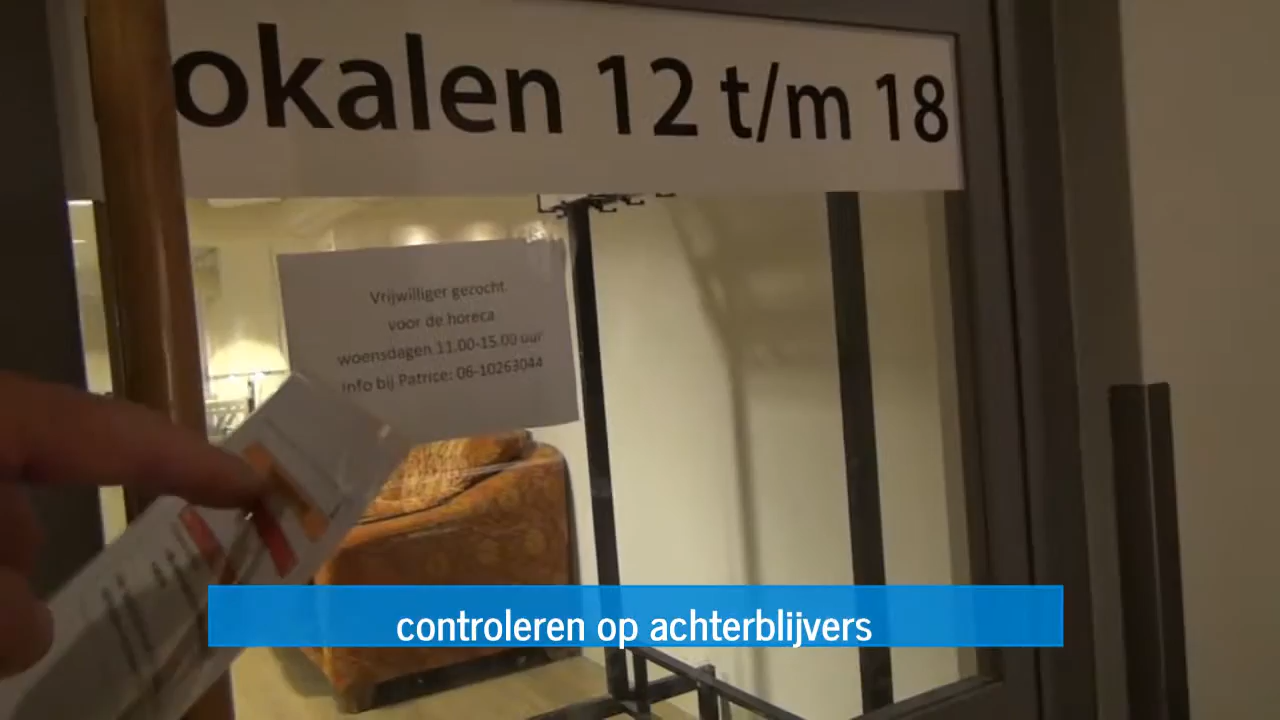 okalen 12 t/m 18
Vrijwilliger gezocht
voor de horeca
woensdagen 11.00-15.00 uur
Info bij Patrice: 06-10263044
controleren op achterblijvers